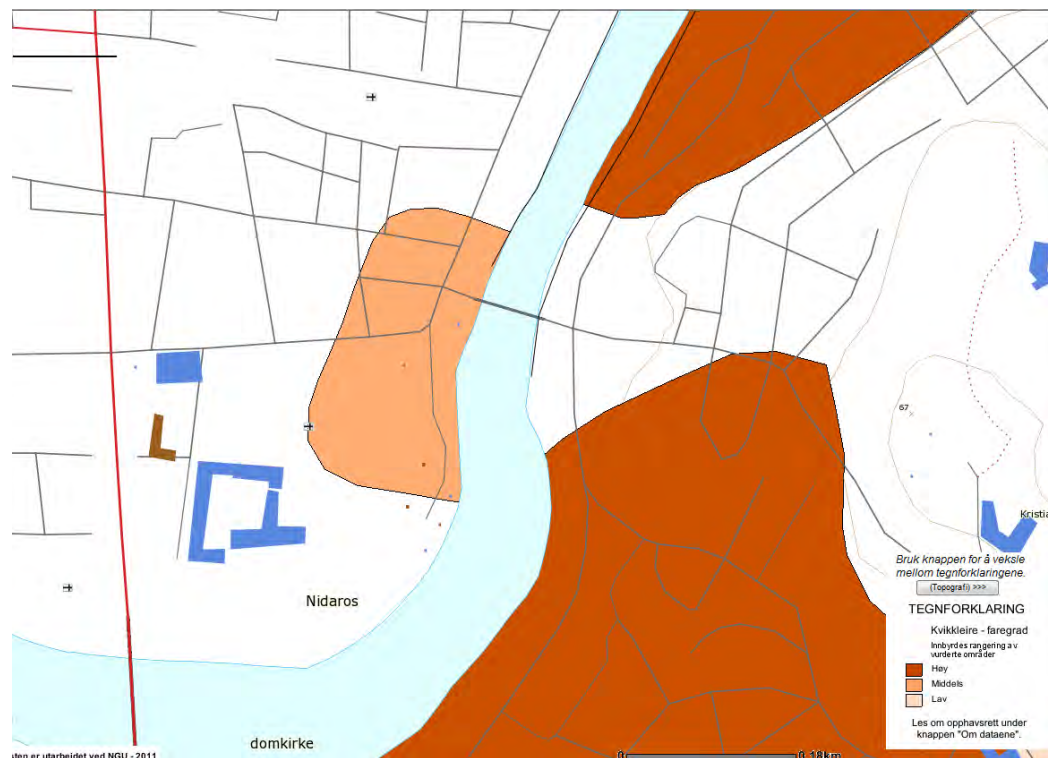 67
Kristia
Bruk knappen for å veksle
mellom tegnforklaringene.
(Topografi) >>>
TEGNFORKLARING
Kvikkleire - faregrad
Innbyrdes rangering av
vurderte områder
Høy
Middels
Lav
Les om opphavsrett under
knappen "Om dataene".
Nidaros
domkirke
er utarbeidet ved NGU - 2011
0 0.18km